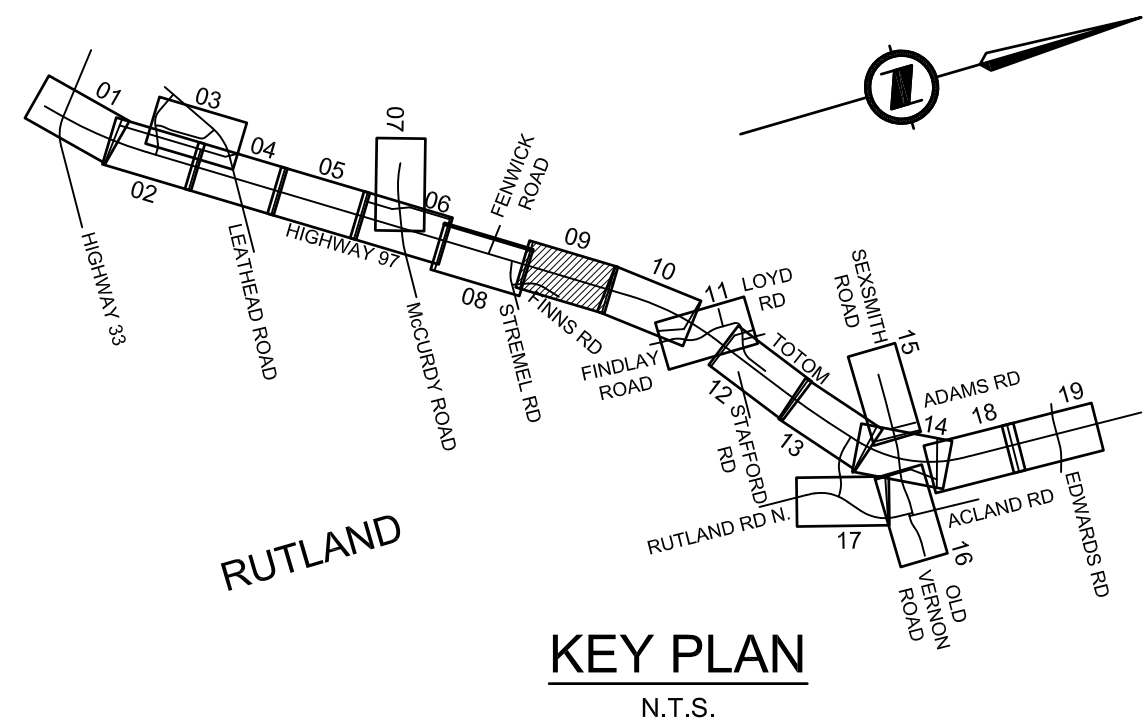 01
02
03
04
05
06
07
08
09
10
11
12
13
14
15
16
17
18
19
HIGHWAY 33
LEATHEAD ROAD
HIGHWAY 97
McCURDY ROAD
FENWICK
ROAD
STREMEL RD
FINNS RD
FINDLAY
ROAD
LOYD
RD
TOTOM
STAFFORD
RD
SEXSMITH
ROAD
ADAMS RD
RUTLAND RD N.
ACLAND RD
OLD
VERNON
ROAD
EDWARDS RD
RUTLAND
KEY PLAN
N.T.S.